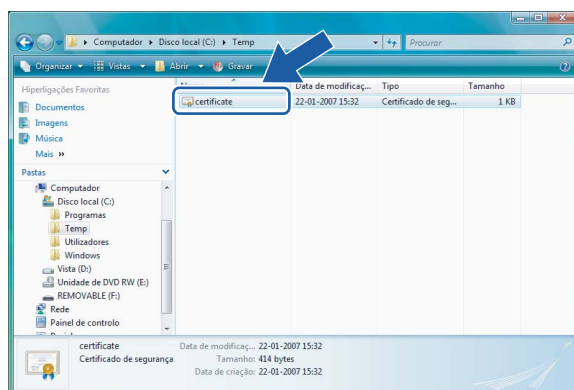 Computador ▸ Disco local (C:) ▸ Temp
Procurar
Organizar Vistas Abrir Gravar
Hiperligações Favoritas
Documentos
Imagens
Música
Mais »
Pastas
Computador
Disco local (C:)
Programas
Temp
Utilizadores
Windows
Vista (D:)
Unidade de DVD RW (E:)
REMOVABLE (F:)
Rede
Painel de controlo
Data de modificaç... Tipo Tamanho
certificate 22-01-2007 15:32 Certificado de seg... 1 KB
certificate Data de modificaç... 22-01-2007 15:32
Certificado de segurança Tamanho: 414 bytes
Data de criação: 22-01-2007 15:32